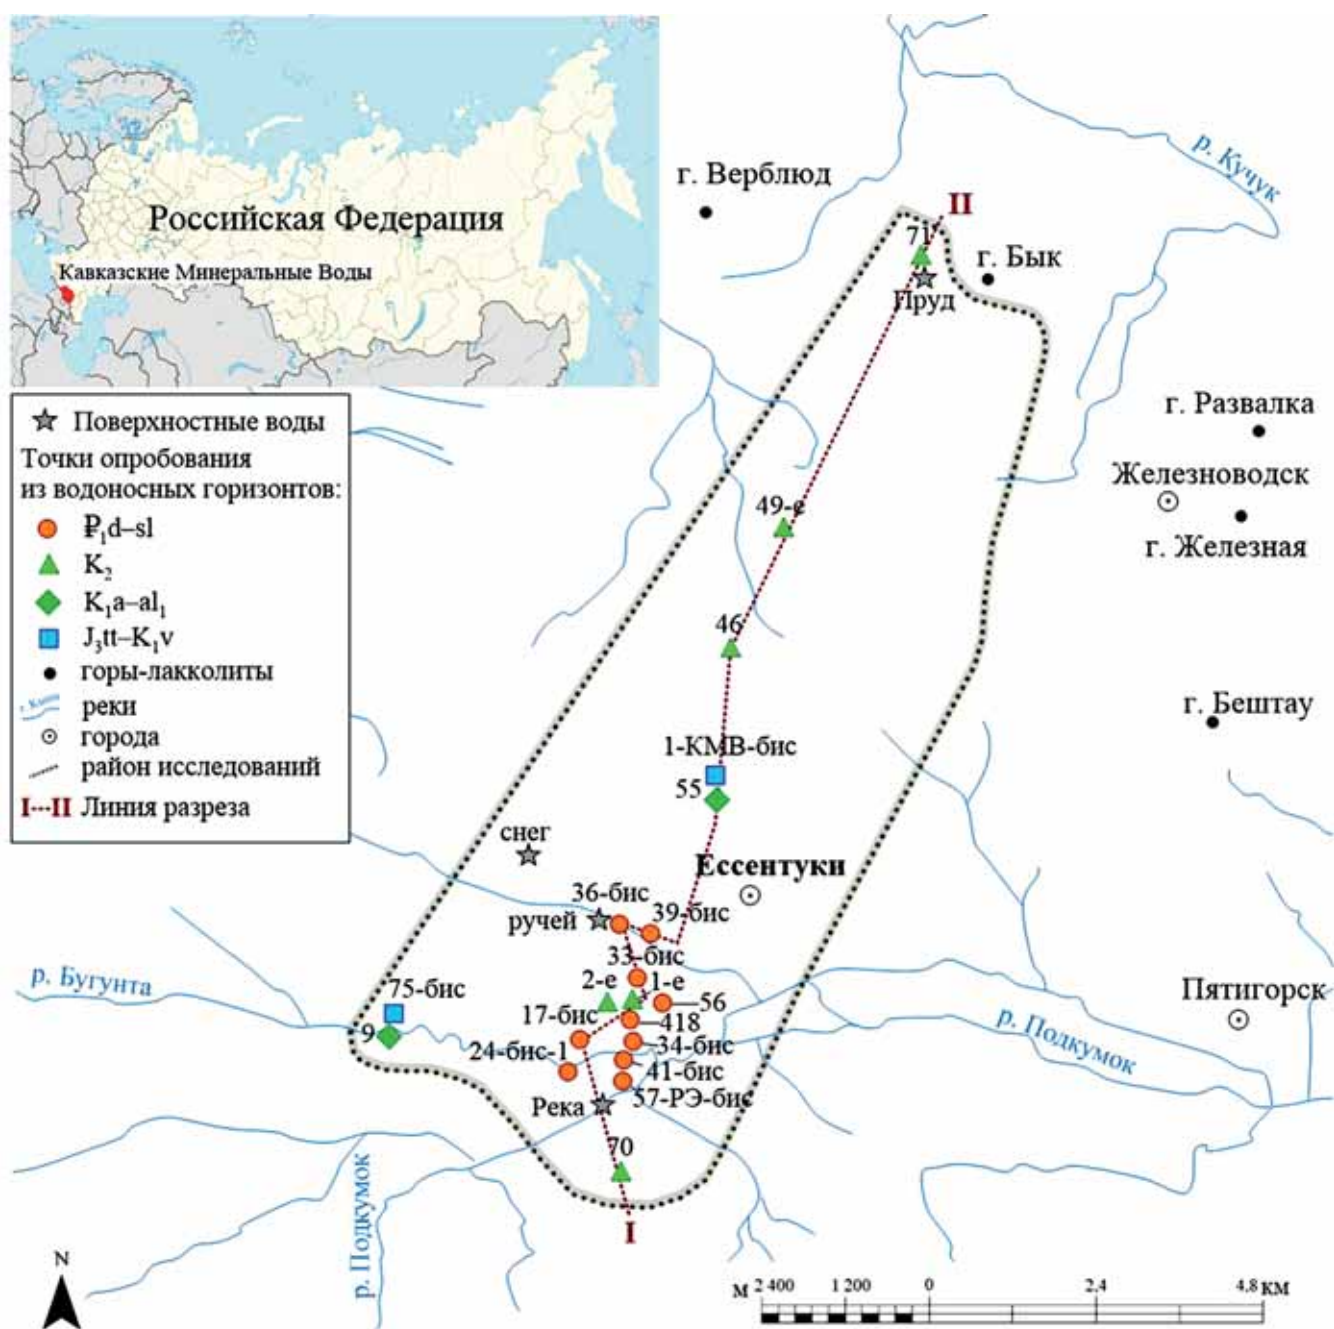 Российская Федерация
Кавказские Минеральные Воды
Поверхностные воды
Точки опробования
из водоносных горизонтов:
₽₁d–sl
K₂
K₁a–al₁
J₃tt–K₁v
горы-лакколиты
реки
города
район исследований
I---II Линия разреза
р. Кучук
г. Верблюд
II
71
г. Бык
Пруд
г. Развалка
Железноводск
49-е
г. Железная
46
г. Бештау
1-КМВ-бис
55
снег
Ессентуки
36-бис
39-бис
ручей
33-бис
р. Бугунта
75-бис
2-е
1-е
56
Пятигорск
9
17-бис
418
р. Подкумок
24-бис-1
34-бис
41-бис
57-РЭ-бис
Река
70
р. Подкумок
I
N
м 2 400 1 200 0 2.4 4.8 км